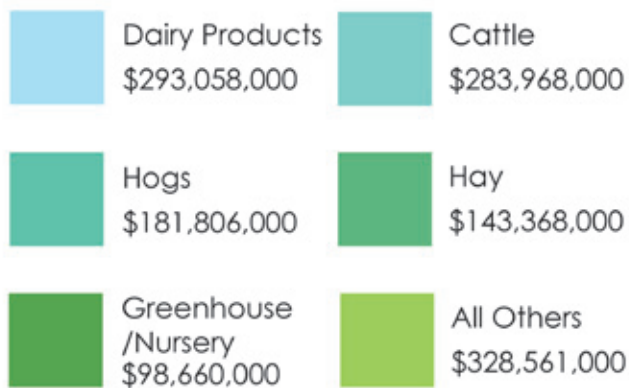 Dairy Products
$293,058,000
Cattle
$283,968,000
Hogs
$181,806,000
Hay
$143,368,000
Greenhouse
/Nursery
$98,660,000
All Others
$328,561,000